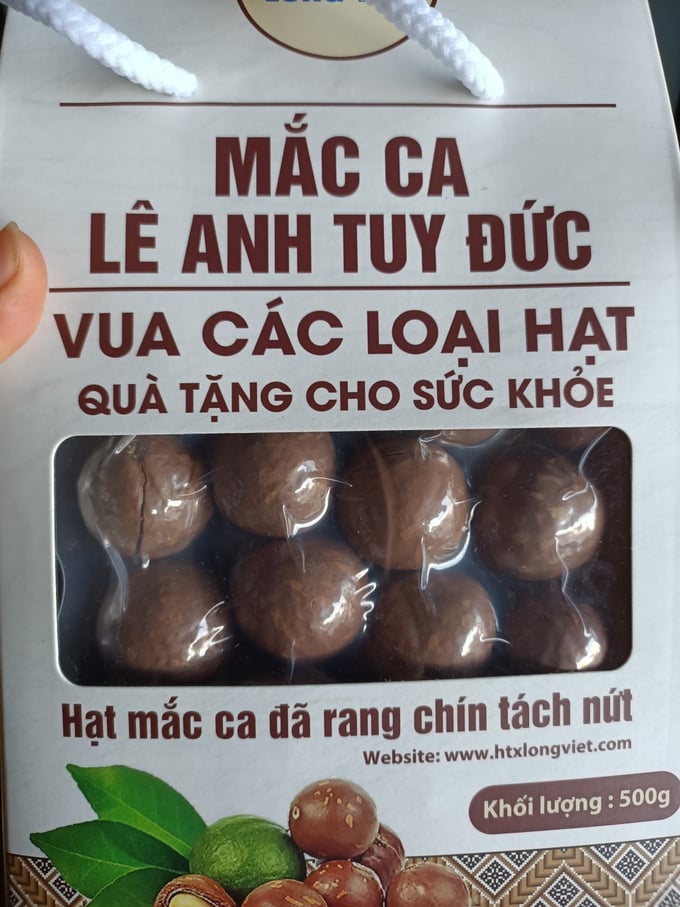 MẮC CA
LÊ ANH TUY ĐỨC
VUA CÁC LOẠI HẠT
QUÀ TẶNG CHO SỨC KHỎE
Hạt mắc ca đã rang chín tách nứt
Website: www.htxlongviet.com
Khối lượng : 500g